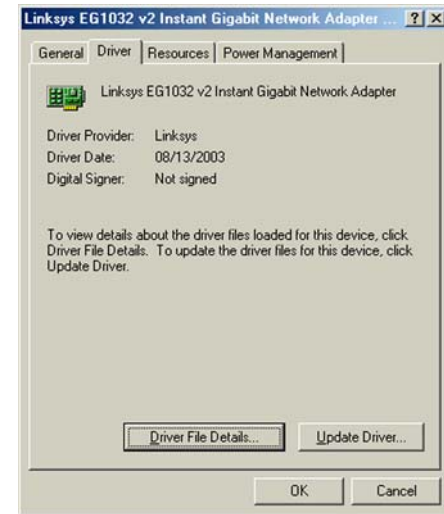 Linksys EG1032 v2 Instant Gigabit Network Adapter ...
General Driver Resources Power Management
Linksys EG1032 v2 Instant Gigabit Network Adapter
Driver Provider: Linksys
Driver Date: 08/13/2003
Digital Signer: Not signed
To view details about the driver files loaded for this device, click
Driver File Details. To update the driver files for this device, click
Update Driver.
Driver File Details... Update Driver...
OK Cancel